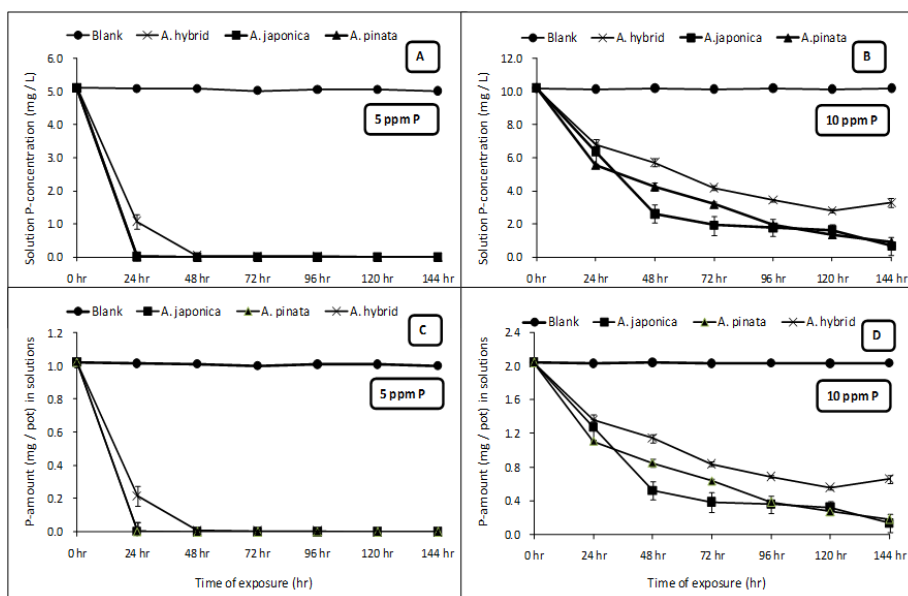 Blank A. hybrid A. japonica A. pinata
A
5 ppm P
Solution P-concentration (mg / L)
6.0
5.0
4.0
3.0
2.0
1.0
0.0
0 hr 24 hr 48 hr 72 hr 96 hr 120 hr 144 hr
Blank A. hybrid A.japonica A.pinata
B
10 ppm P
Solution P-concentration (mg / L)
12.0
10.0
8.0
6.0
4.0
2.0
0.0
0 hr 24 hr 48 hr 72 hr 96 hr 120 hr 144 hr
Blank A. japonica A. pinata A. hybrid
C
5 ppm P
P-amount (mg / pot) in solutions
1.2
1.0
0.8
0.6
0.4
0.2
0.0
0 hr 24 hr 48 hr 72 hr 96 hr 120 hr 144 hr
Time of exposure (hr)
Blank A. japonica A. pinata A. hybrid
D
10 ppm P
P-amount (mg / pot) in solutions
2.4
2.0
1.6
1.2
0.8
0.4
0.0
0 hr 24 hr 48 hr 72 hr 96 hr 120 hr 144 hr
Time of exposure (hr)